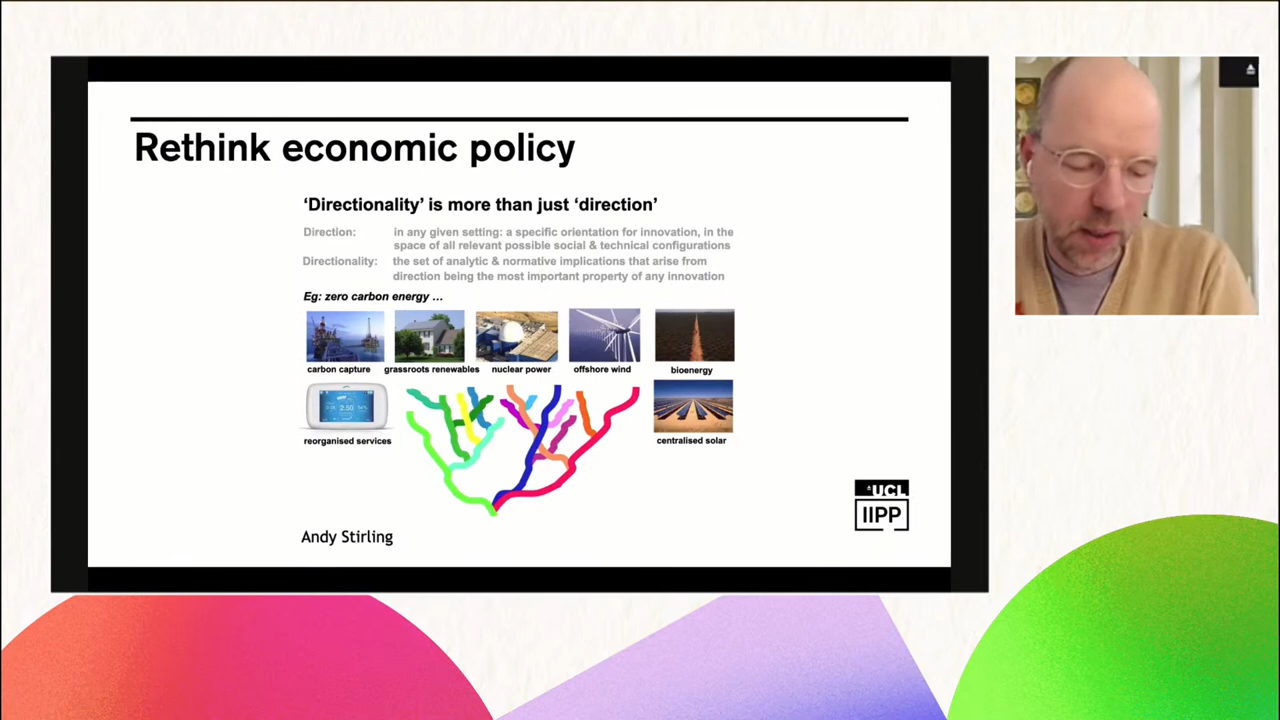 Rethink economic policy
‘Directionality’ is more than just ‘direction’
Direction: in any given setting: a specific orientation for innovation, in the
space of all relevant possible social & technical configurations
Directionality: the set of analytic & normative implications that arise from
direction being the most important property of any innovation
Eg: zero carbon energy ...
carbon capture grassroots renewables nuclear power offshore wind bioenergy
2.50
reorganised services centralised solar
UCL
IIPP
Andy Stirling